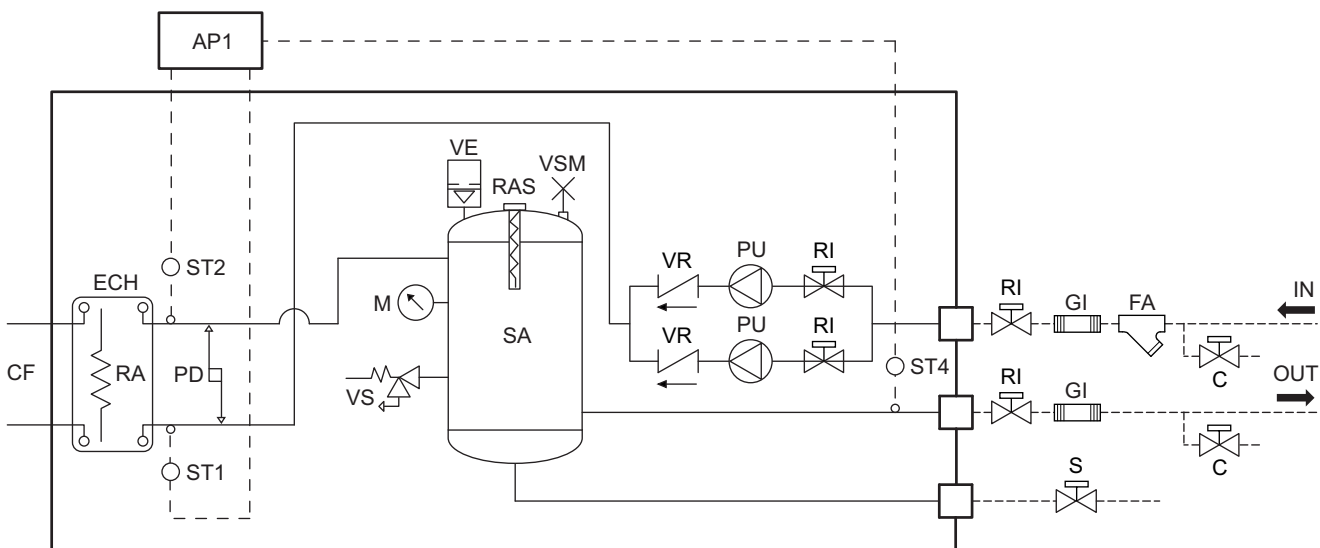 AP1
VE
VSM
RAS
ST2
ECH
M
SA
VR
PU
RI
RI
GI
FA
IN
CF
RA
PD
VS
VR
PU
RI
ST4
RI
GI
C
OUT
ST1
C
S